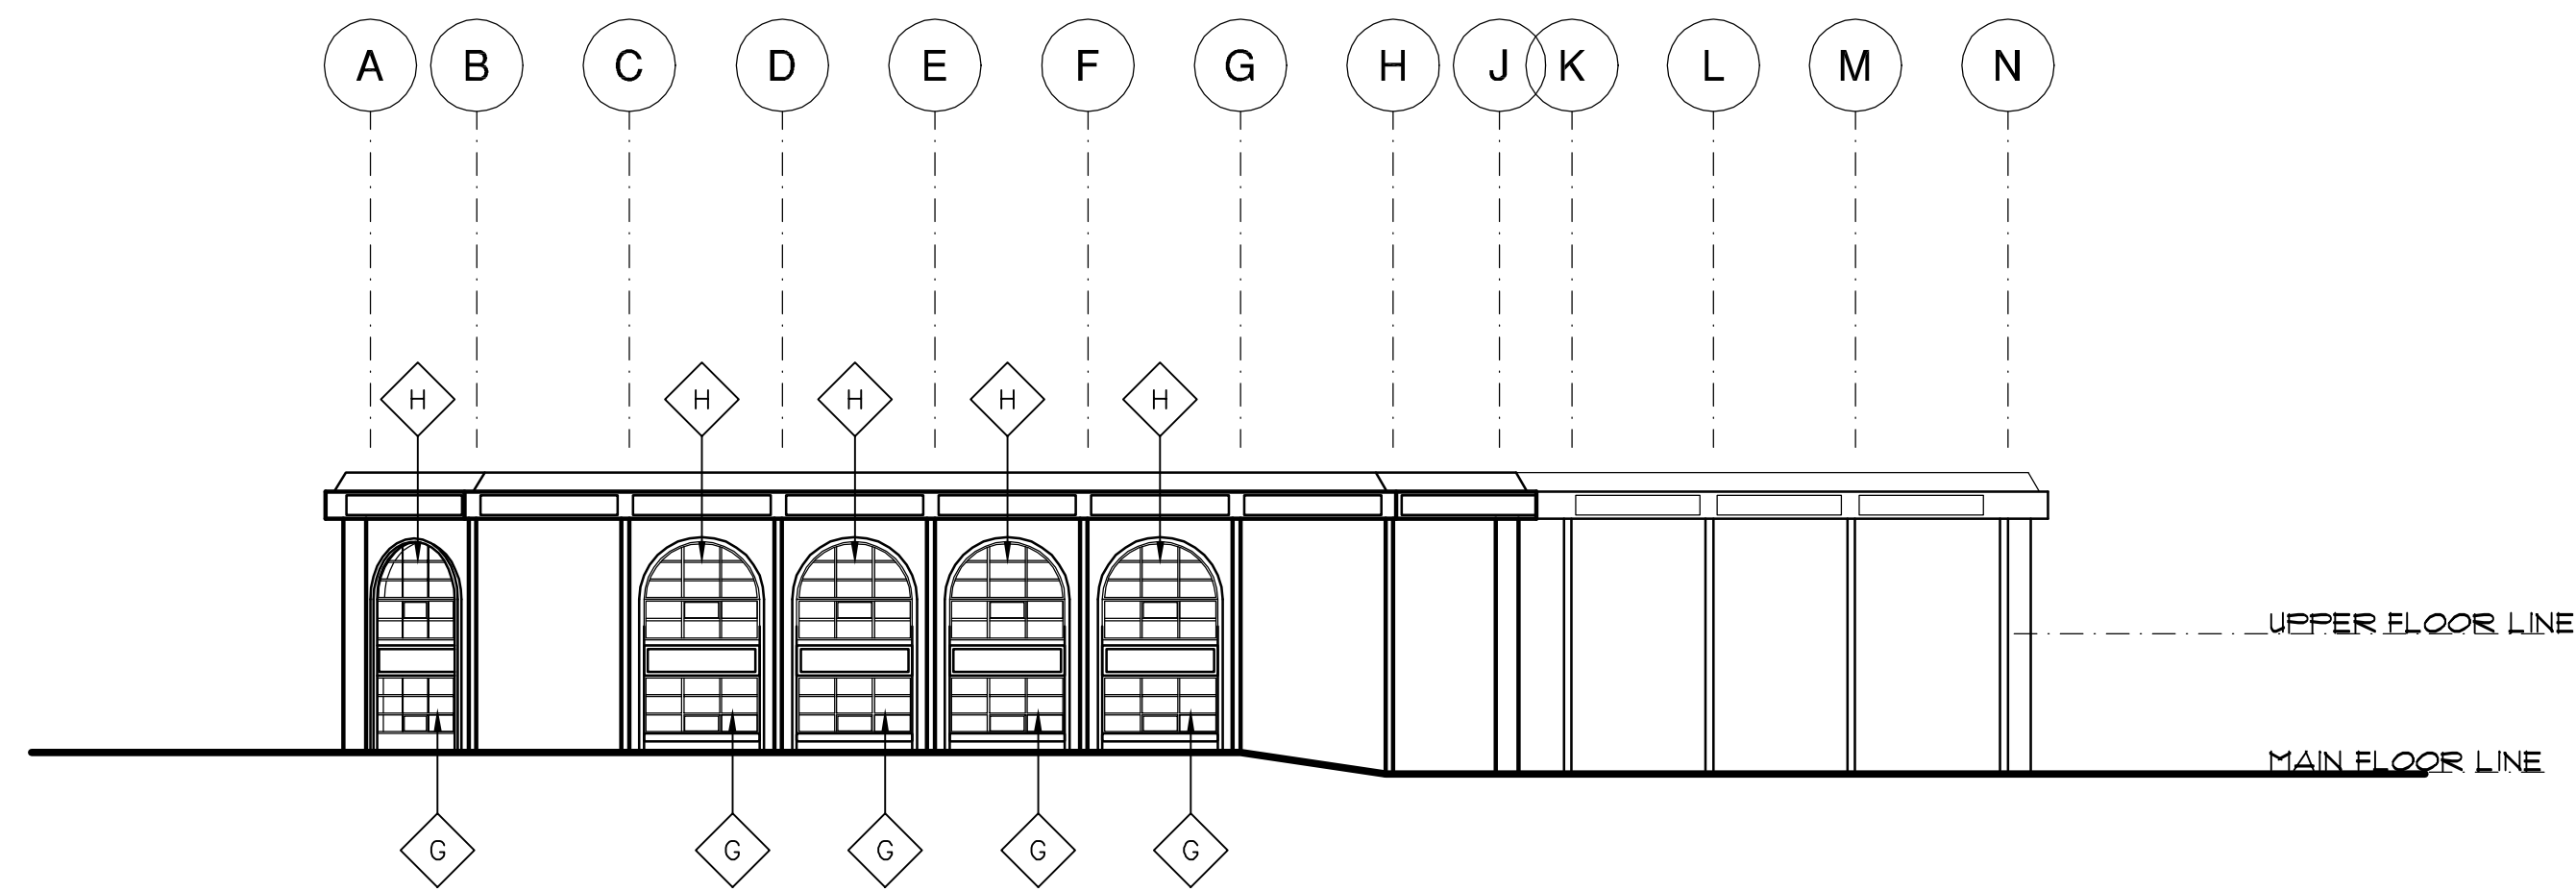 A B C D E F G H J K L M N
H H H H H
UPPER FLOOR LINE
MAIN FLOOR LINE
G G G G G